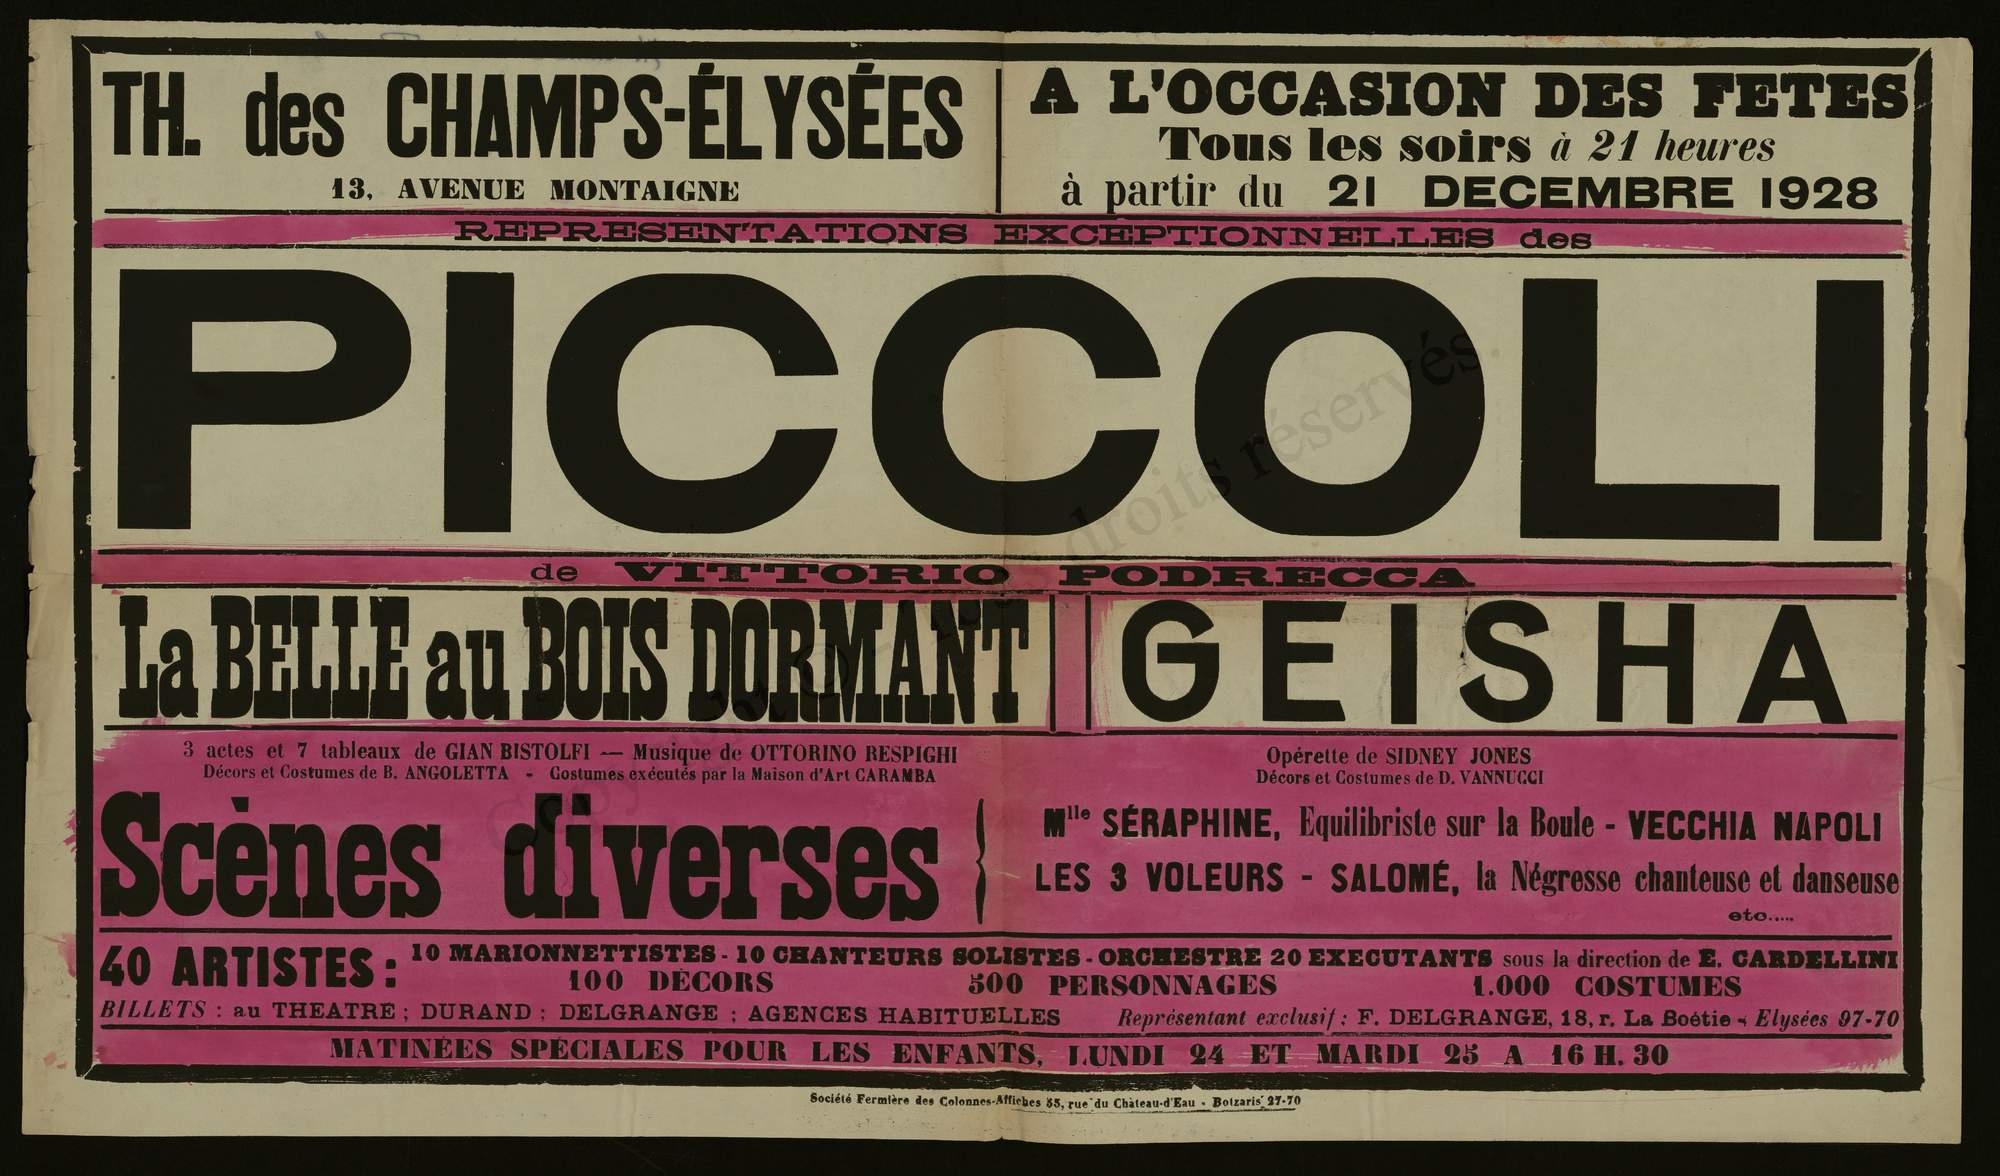 TH. des CHAMPS-ÉLYSÉES
13, AVENUE MONTAIGNE
A L'OCCASION DES FETES
Tous les soirs à 21 heures
à partir du 21 DECEMBRE 1928
REPRESENTATIONS EXCEPTIONNELLES des
PICCOLI
de VITTORIO PODRECCA
La BELLE au BOIS DORMANT
3 actes et 7 tableaux de GIAN BISTOLFI — Musique de OTTORINO RESPIGHI
Décors et Costumes de B. ANGOLETTA - Costumes exécutés par la Maison d'Art CARAMBA
GEISHA
Opérette de SIDNEY JONES
Décors et Costumes de D. VANNUCCI
Scènes diverses
Mlle SÉRAPHINE, Equilibriste sur la Boule - VECCHIA NAPOLI
LES 3 VOLEURS - SALOMÉ, la Négresse chanteuse et danseuse
etc.....
40 ARTISTES : 10 MARIONNETTISTES - 10 CHANTEURS SOLISTES - ORCHESTRE 20 EXECUTANTS sous la direction de E. CARDELLINI
100 DÉCORS 500 PERSONNAGES 1.000 COSTUMES
BILLETS : au THEATRE ; DURAND ; DELGRANGE ; AGENCES HABITUELLES Représentant exclusif : F. DELGRANGE, 18, r. La Boétie - Elysées 97-70
MATINÉES SPÉCIALES POUR LES ENFANTS, LUNDI 24 ET MARDI 25 A 16 H. 30
Société Fermière des Colonnes-Affiches 55, rue du Château-d'Eau - Botzaris 27-70
Copyright © Tous droits réservés